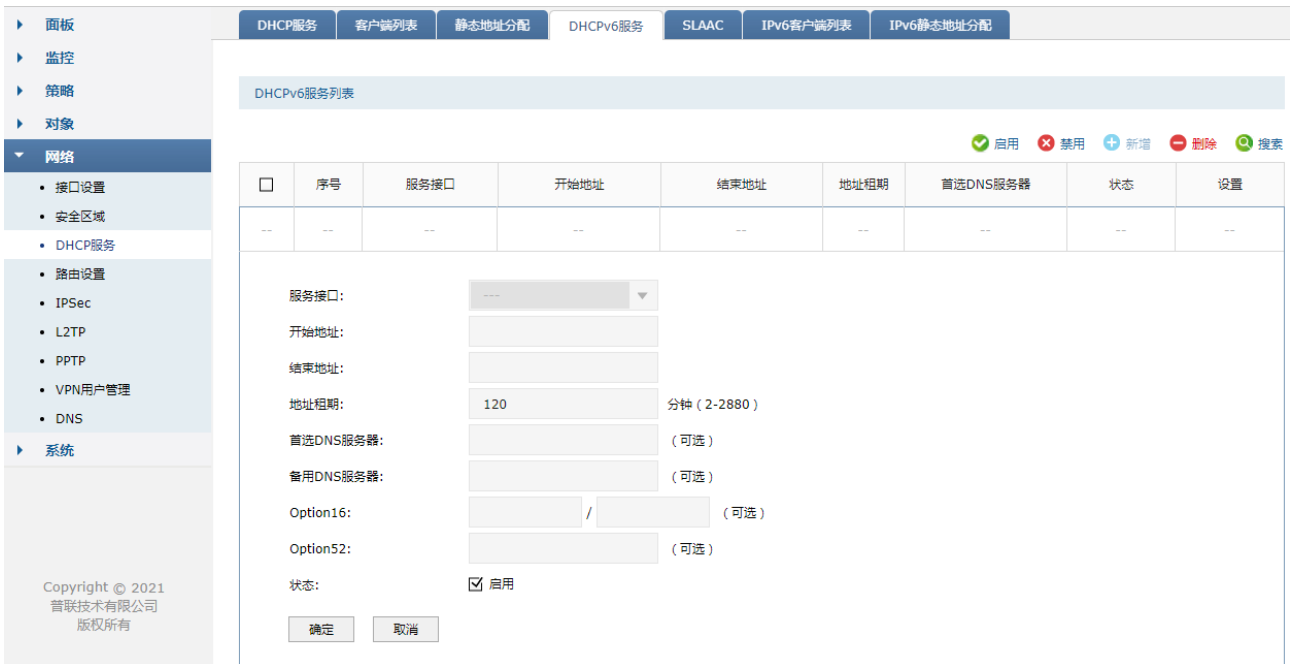 面板
监控
策略
对象
网络
接口设置
安全区域
DHCP服务
路由设置
IPSec
L2TP
PPTP
VPN用户管理
DNS
系统
Copyright © 2021
普联技术有限公司
版权所有
DHCP服务 客户端列表 静态地址分配 DHCPv6服务 SLAAC IPv6客户端列表 IPv6静态地址分配
DHCPv6服务列表
启用 禁用 新增 删除 搜索
序号 服务接口 开始地址 结束地址 地址租期 首选DNS服务器 状态 设置
-- -- -- -- -- -- -- -- --
服务接口: ---
开始地址:
结束地址:
地址租期: 120 分钟(2-2880)
首选DNS服务器: (可选)
备用DNS服务器: (可选)
Option16: / (可选)
Option52: (可选)
状态: 启用
确定 取消